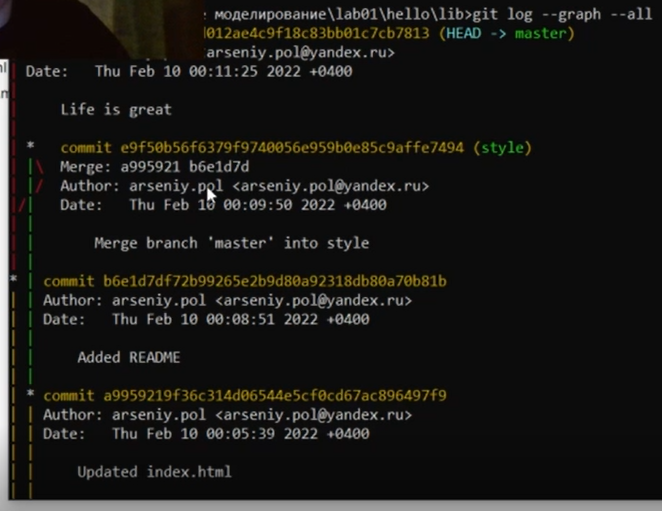 моделирование\lab01\hello\lib>git log --graph --all
012ae4c9f18c83bb01c7cb7813 (HEAD -> master)
arseniy.pol@yandex.ru>
Date:   Thu Feb 10 00:11:25 2022 +0400
Life is great
*   commit e9f50b56f6379f9740056e959b0e85c9affe7494 (style)
|\  Merge: a995921 b6e1d7d
|/  Author: arseniy.pol <arseniy.pol@yandex.ru>
/|   Date:   Thu Feb 10 00:09:50 2022 +0400
Merge branch 'master' into style
* | commit b6e1d7df72b99265e2b9d80a92318db80a70b81b
| | Author: arseniy.pol <arseniy.pol@yandex.ru>
| | Date:   Thu Feb 10 00:08:51 2022 +0400
| |     Added README
| * commit a9959219f36c314d06544e5cf0cd67ac896497f9
| | Author: arseniy.pol <arseniy.pol@yandex.ru>
| | Date:   Thu Feb 10 00:05:39 2022 +0400
| |     Updated index.html